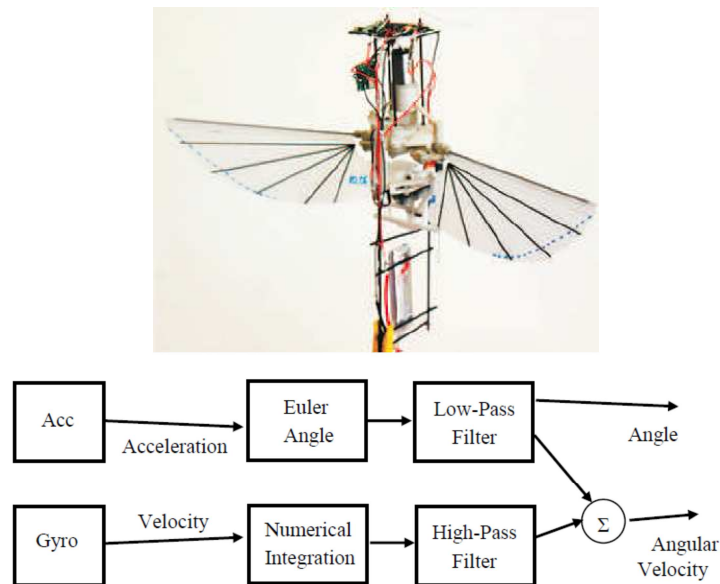 Acc
Acceleration
Euler
Angle
Low-Pass
Filter
Angle
Gyro
Velocity
Numerical
Integration
High-Pass
Filter
Σ
Angular
Velocity